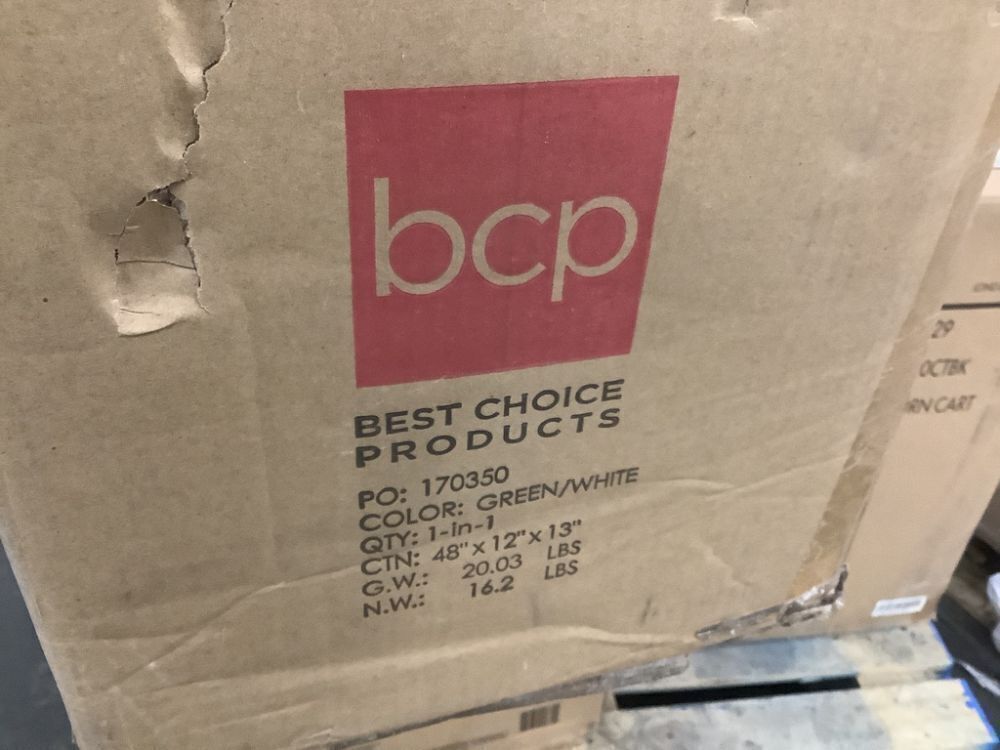 bcp
BEST CHOICE
PRODUCTS
PO: 170350
COLOR: GREEN/WHITE
QTY: 1-in-1
CTN: 48" x 12" x 13"
G.W.: 20.03 LBS
N.W.: 16.2 LBS
29
OCTBK
RN CART